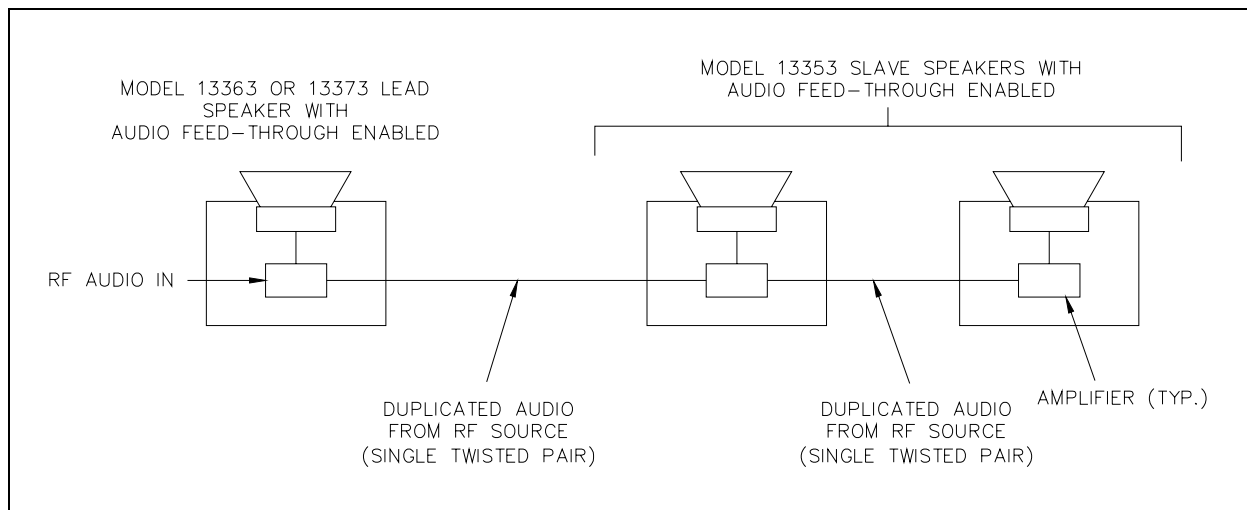 MODEL 13363 OR 13373 LEAD
SPEAKER WITH
AUDIO FEED-THROUGH ENABLED
MODEL 13353 SLAVE SPEAKERS WITH
AUDIO FEED-THROUGH ENABLED
RF AUDIO IN
DUPLICATED AUDIO
FROM RF SOURCE
(SINGLE TWISTED PAIR)
DUPLICATED AUDIO
FROM RF SOURCE
(SINGLE TWISTED PAIR)
AMPLIFIER (TYP.)